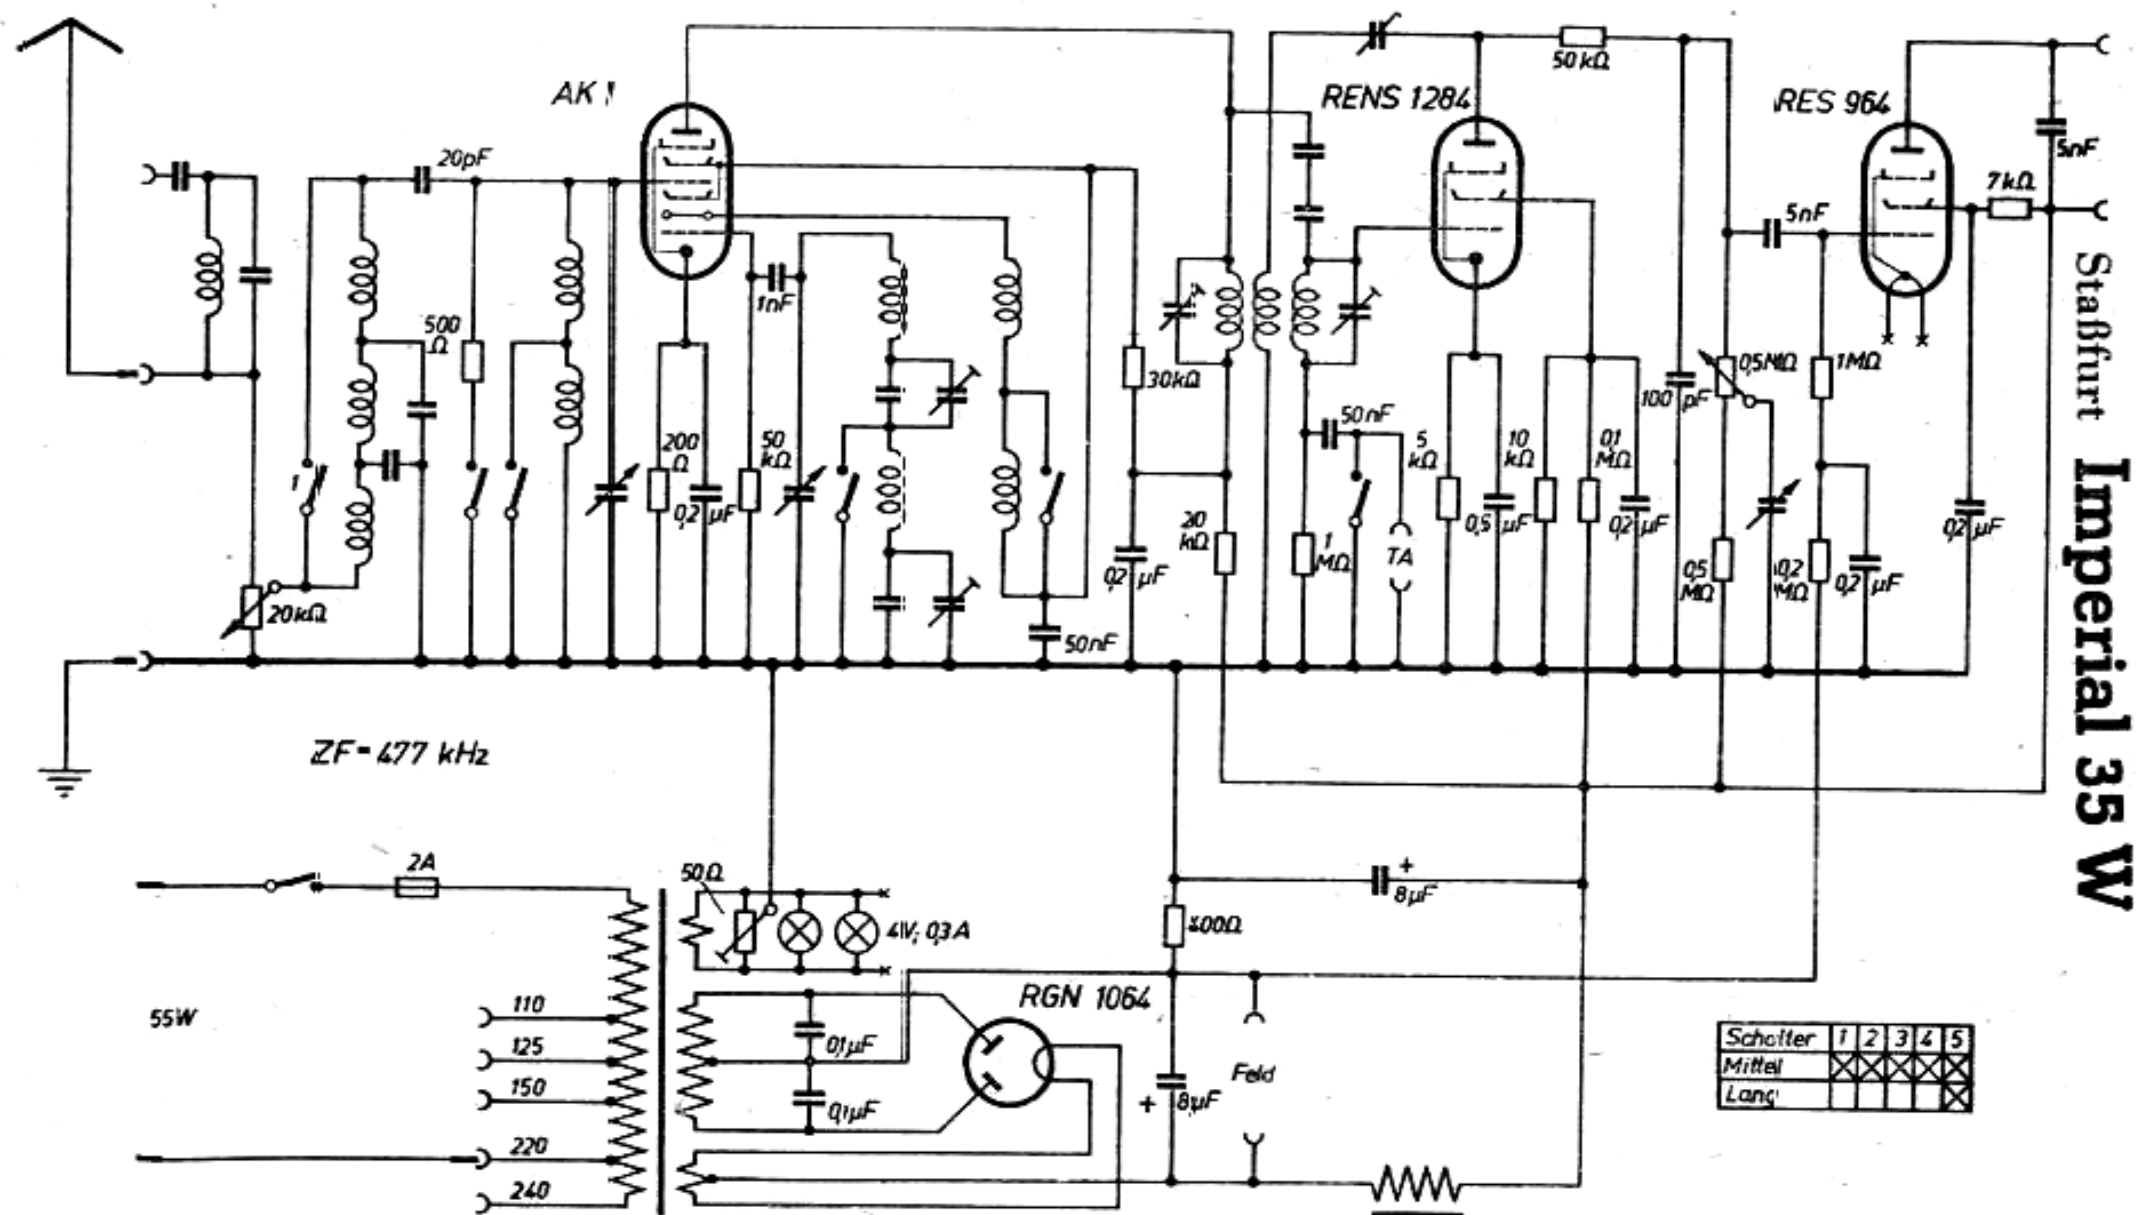 AK 1
RENS 1284
RES 964
20pF
50kΩ
5nF
5nF
7kΩ
500
Ω
1nF
30kΩ
0,5MΩ
1MΩ
100 pF
50nF
200
Ω
50
kΩ
5
kΩ
10
kΩ
0,1
MΩ
1
0,2 µF
0,5 µF
0,2 µF
0,2 µF
20
kΩ
1
MΩ
TA
0,2 µF
0,5
MΩ
0,2
MΩ
0,2 µF
20kΩ
50nF
Staßfurt Imperial 35 W
ZF = 477 kHz
2A
50Ω
+
8µF
4V; 0,3A
400Ω
RGN 1064
55W
110
125
150
220
240
0,1µF
0,1µF
Feld
+ 8µF
Schalter 1 2 3 4 5
Mittel
Lang